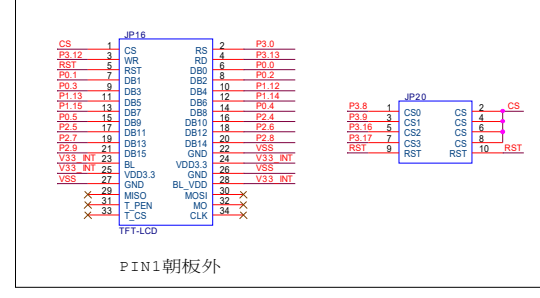 JP16
CS 1 CS RS 2 P3.0
P3.12 3 WR RD 4 P3.13
RST 5 RST DB0 6 P0.0
P0.1 7 DB1 DB2 8 P0.2
P0.3 9 DB3 DB4 10 P1.12
P1.13 11 DB5 DB6 12 P1.14
P1.15 13 DB7 DB8 14 P0.4
P0.5 15 DB9 DB10 16 P2.4
P2.5 17 DB11 DB12 18 P2.6
P2.7 19 DB13 DB14 20 P2.8
P2.9 21 DB15 GND 22 VSS
V33_INT 23 BL VDD3.3 24 V33_INT
V33_INT 25 VDD3.3 GND 26 VSS
VSS 27 GND BL_VDD 28 V33_INT
29 MISO MOSI 30
31 T_PEN MO 32
33 T_CS CLK 34
TFT-LCD
PIN1朝板外
JP20
P3.8 1 CS0 CS 2 CS
P3.9 3 CS1 CS 4
P3.16 5 CS2 CS 6
P3.17 7 CS3 CS 8
RST 9 RST RST 10 RST